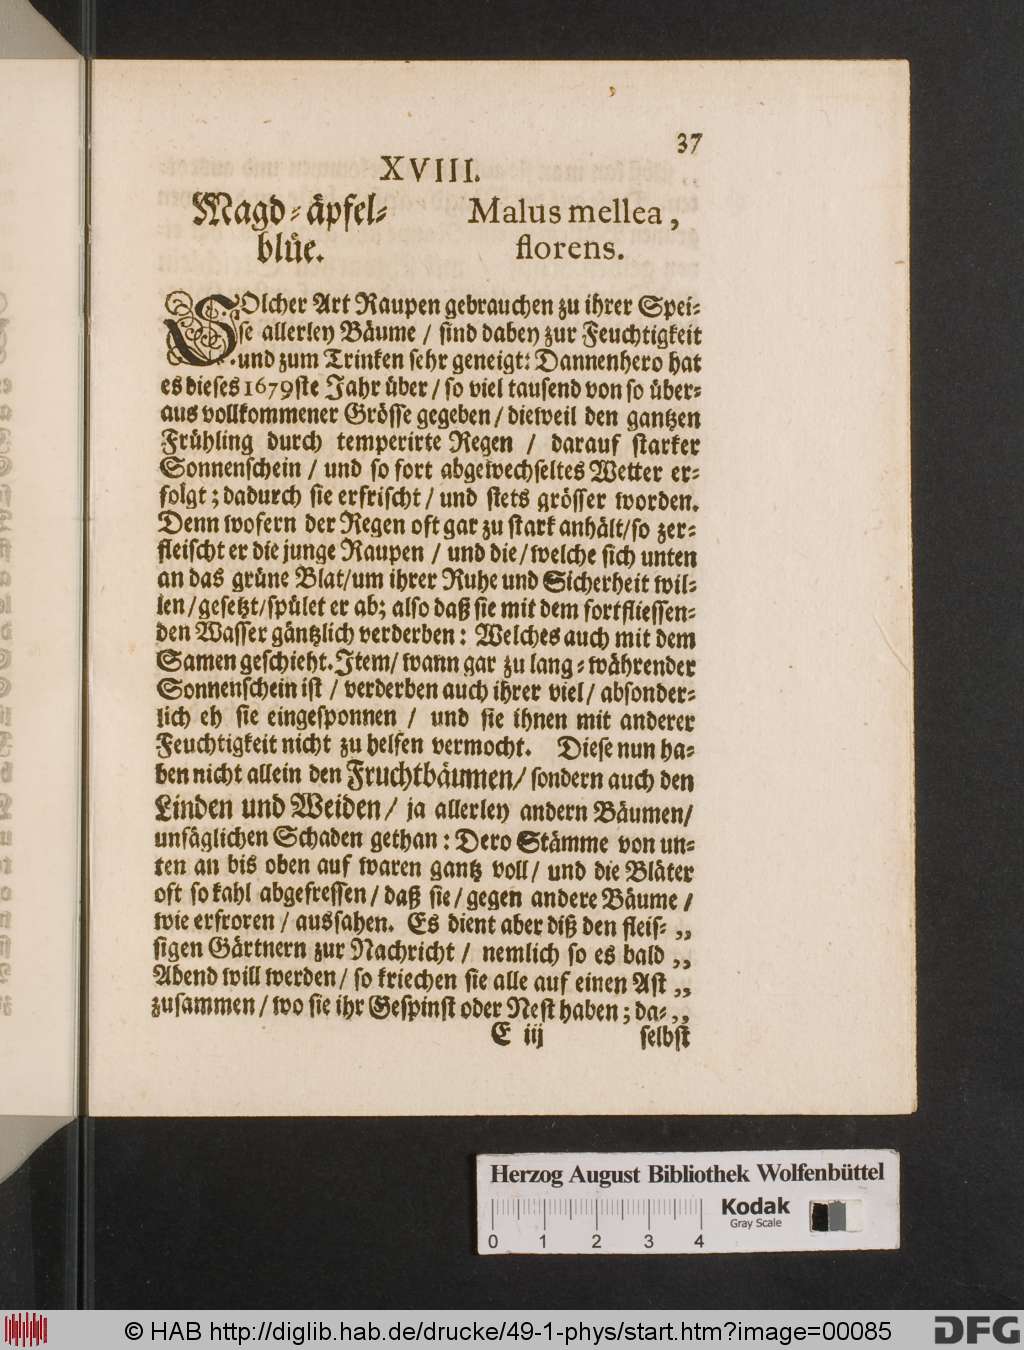 37
XVIII.
Magd-äpfel-
blüe.
Malus mellea,
florens.
SOlcher Art Raupen gebrauchen zu ihrer Spei-
se allerley Bäume / sind dabey zur Feuchtigkeit
und zum Trinken sehr geneigt: Dannenhero hat
es dieses 1679ste Jahr über / so viel tausend von so über-
aus vollkommener Grösse gegeben / dieweil den gantzen
Frühling durch temperirte Regen / darauf starker
Sonnenschein / und so fort abgewechseltes Wetter er-
folgt; dadurch sie erfrischt / und stets grösser worden.
Denn wofern der Regen oft gar zu stark anhält/so zer-
fleischt er die junge Raupen / und die/welche sich unten
an das grüne Blat/um ihrer Ruhe und Sicherheit wil-
len/gesetzt/spület er ab; also daß sie mit dem fortfliessen-
den Wasser gäntzlich verderben: Welches auch mit dem
Samen geschieht. Item/ wann gar zu lang-währender
Sonnenschein ist / verderben auch ihrer viel/ absonder-
lich eh sie eingesponnen / und sie ihnen mit anderer
Feuchtigkeit nicht zu helfen vermocht. Diese nun ha-
ben nicht allein den Fruchtbäumen/ sondern auch den
Linden und Weiden/ ja allerley andern Bäumen/
unsäglichen Schaden gethan: Dero Stämme von un-
ten an bis oben auf waren gantz voll/ und die Bläter
oft so kahl abgefressen/ daß sie/ gegen andere Bäume /
wie erfroren / aussahen. Es dient aber diß den fleis- „
sigen Gärtnern zur Nachricht / nemlich so es bald „
Abend will werden/ so kriechen sie alle auf einen Ast „
zusammen / wo sie ihr Gespinst oder Nest haben; da- „
E iij selbst
Herzog August Bibliothek Wolfenbüttel
Kodak
Gray Scale
0 1 2 3 4
© HAB http://diglib.hab.de/drucke/49-1-phys/start.htm?image=00085
DFG